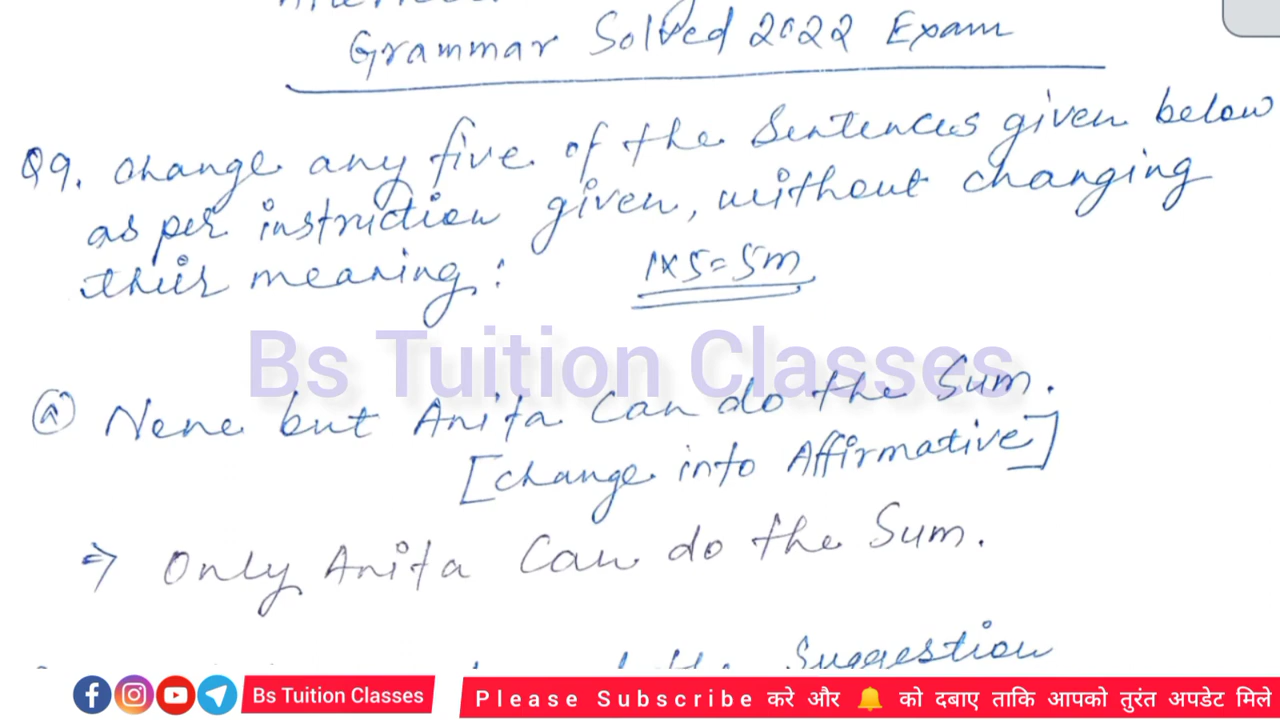 Grammar Solved 2022 Exam
Q9. Change any five of the Sentences given below
as per instruction given, without changing
their meaning:
1x5=5m
Bs Tuition Classes
(a) None but Anita Can do the Sum.
[change into Affirmative]
⇒ Only Anita Can do the Sum.
the Suggestion
Bs Tuition Classes
Please Subscribe करे और 🔔 को दबाए ताकि आपको तुरंत अपडेट मिले